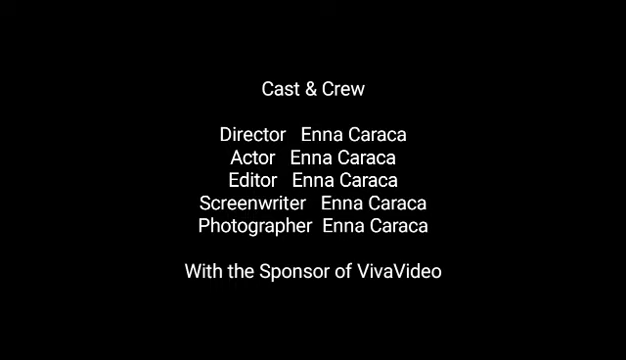 Cast & Crew
Director Enna Caraca
Actor Enna Caraca
Editor Enna Caraca
Screenwriter Enna Caraca
Photographer Enna Caraca
With the Sponsor of VivaVideo